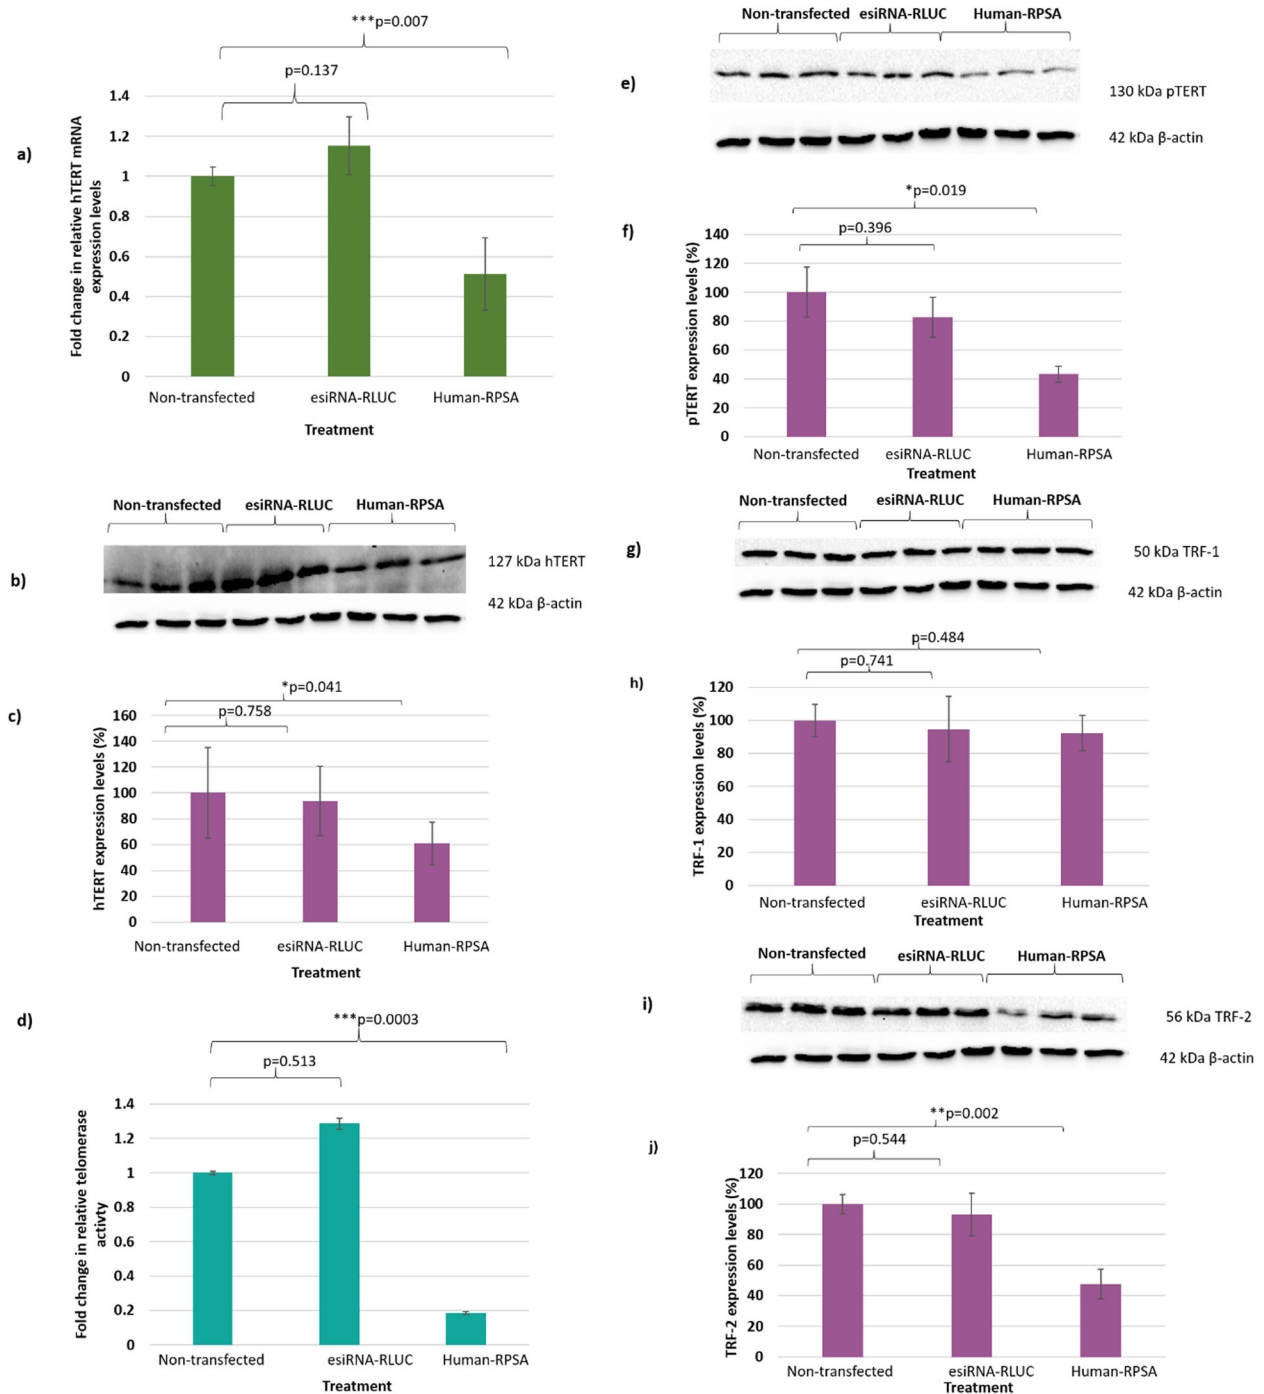 a)
***p=0.007
p=0.137
1.4
1.2
1
0.8
0.6
0.4
0.2
0
Fold change in relative hTERT mRNA
expression levels
Non-transfected esiRNA-RLUC Human-RPSA
Treatment
b)
Non-transfected esiRNA-RLUC Human-RPSA
127 kDa hTERT
42 kDa β-actin
c)
*p=0.041
p=0.758
160
140
120
100
80
60
40
20
0
hTERT expression levels (%)
Non-transfected esiRNA-RLUC Human-RPSA
Treatment
d)
***p=0.0003
p=0.513
1.4
1.2
1
0.8
0.6
0.4
0.2
0
Fold change in relative telomerase
activty
Non-transfected esiRNA-RLUC Human-RPSA
Treatment
e)
Non-transfected esiRNA-RLUC Human-RPSA
130 kDa pTERT
42 kDa β-actin
f)
*p=0.019
p=0.396
140
120
100
80
60
40
20
0
pTERT expression levels (%)
Non-transfected esiRNA-RLUC Human-RPSA
Treatment
g)
Non-transfected esiRNA-RLUC Human-RPSA
50 kDa TRF-1
42 kDa β-actin
h)
p=0.484
p=0.741
120
100
80
60
40
20
0
TRF-1 expression levels (%)
Non-transfected esiRNA-RLUC Human-RPSA
Treatment
i)
Non-transfected esiRNA-RLUC Human-RPSA
56 kDa TRF-2
42 kDa β-actin
j)
**p=0.002
p=0.544
120
100
80
60
40
20
0
TRF-2 expression levels (%)
Non-transfected esiRNA-RLUC Human-RPSA
Treatment